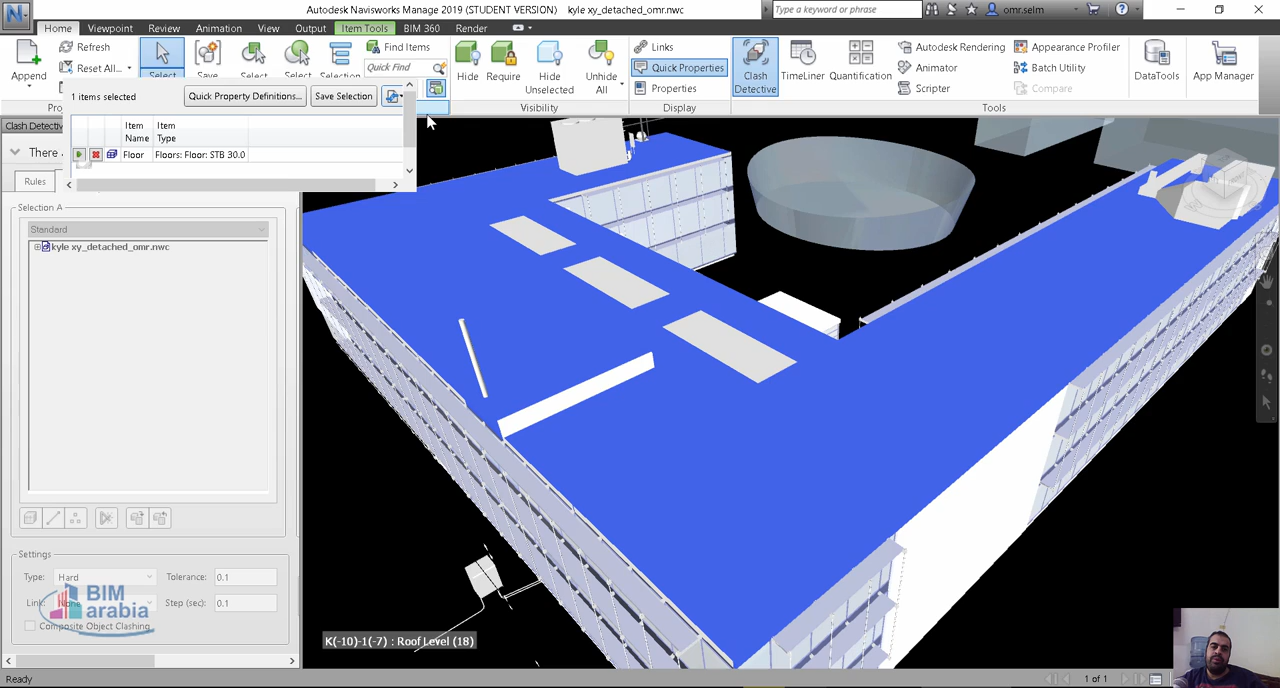 Autodesk Navisworks Manage 2019 (STUDENT VERSION) kyle xy_detached_omr.nwc
Type a keyword or phrase
omr.selm
Home Viewpoint Review Animation View Output Item Tools BIM 360 Render
Append
Refresh
Reset All...
Select
Save
Select
Select
Selection
Find Items
Quick Find
Hide
Require
Hide Unselected
Unhide All
Links
Quick Properties
Properties
Clash Detective
TimeLiner
Quantification
Autodesk Rendering
Animator
Scripter
Appearance Profiler
Batch Utility
Compare
DataTools
App Manager
Visibility
Display
Tools
1 items selected
Quick Property Definitions...
Save Selection
Item Name
Item Type
Floor
Floors: Floor: STB 30.0
Clash Detectiv
There
Rules
Selection A
Standard
kyle xy_detached_omr.nwc
Settings
Type: Hard
Tolerance: 0.1
Link: None
Step (sec): 0.1
Composite Object Clashing
BIM
arabia
K(-10)-1(-7) : Roof Level (18)
Ready
1 of 1